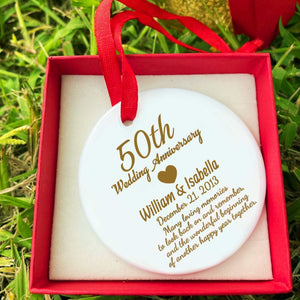 50th
Wedding Anniversary
William & Isabella
December 21, 2013
Many loving memories
to look back on and remember
and the wonderful beginning
of another happy year together.